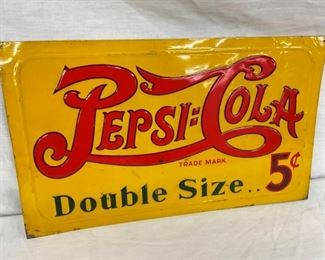 PEPSI:COLA
TRADE MARK
Double Size.. 5¢